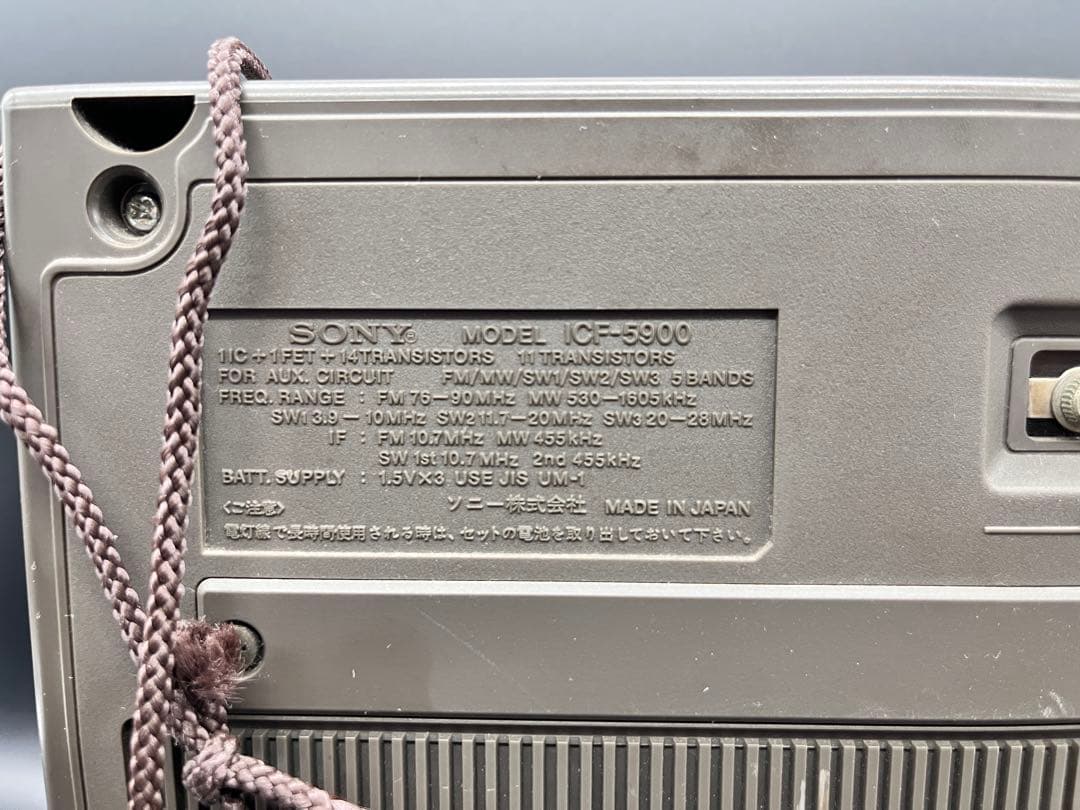 SONY® MODEL ICF-5900
1IC+1FET+14TRANSISTORS 11TRANSISTORS
FOR AUX. CIRCUIT FM/MW/SW1/SW2/SW3 5BANDS
FREQ. RANGE : FM 76-90MHz MW 530-1605kHz
SW1 3.9-10MHz SW2 11.7-20MHz SW3 20-28MHz
IF : FM 10.7MHz MW 455kHz
SW 1st 10.7MHz 2nd 455kHz
BATT. SUPPLY : 1.5V×3 USE JIS UM-1
<ご注意> ソニー株式会社 MADE IN JAPAN
電灯線で長時間使用される時は、セットの電池を取り出しておいて下さい。